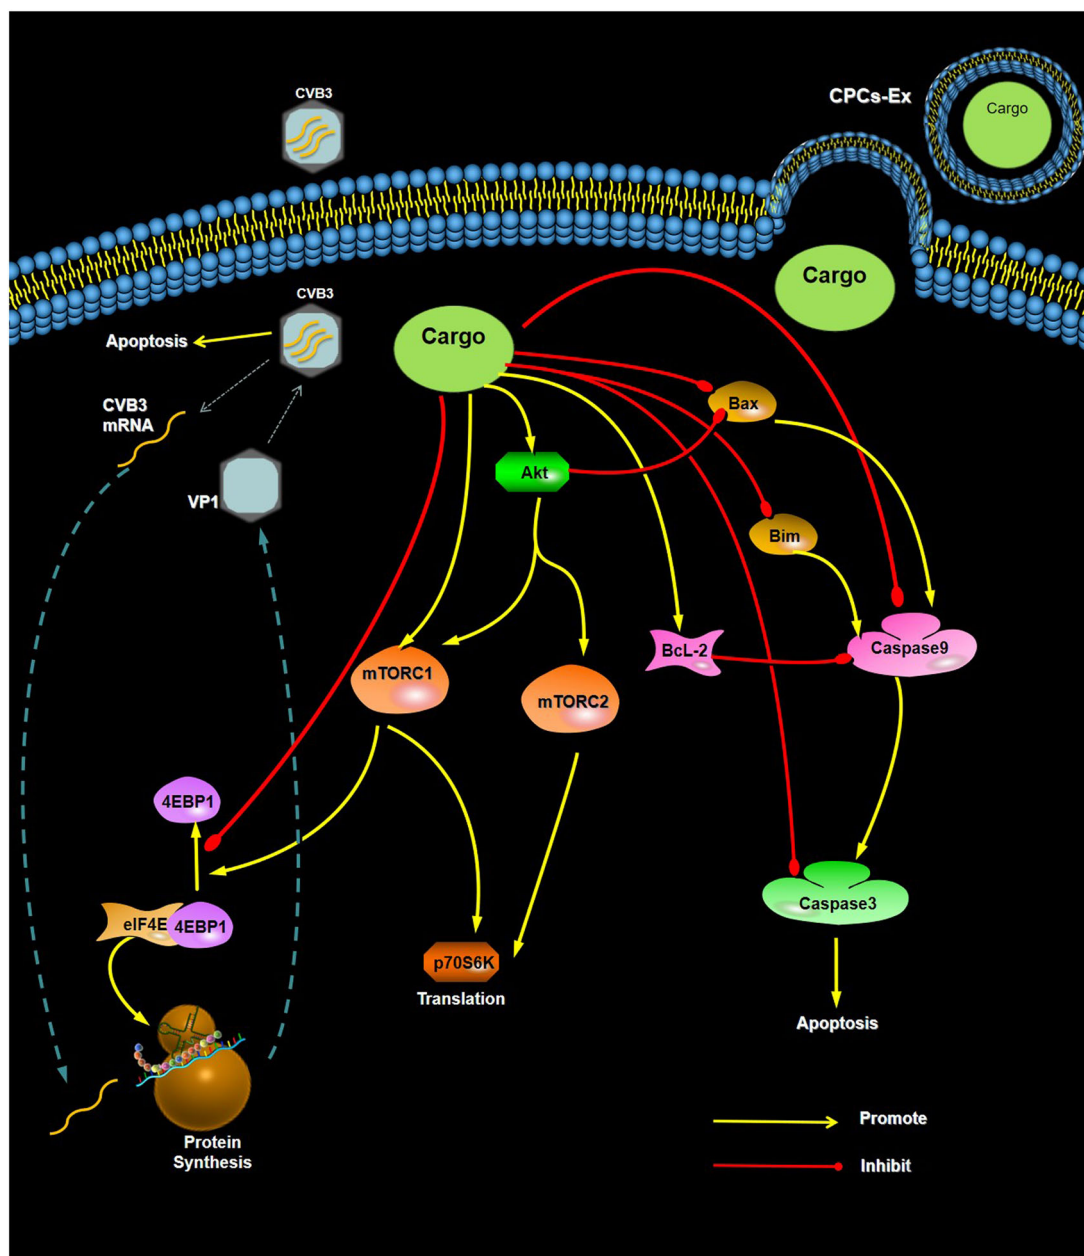 CVB3
CPCs-Ex
Cargo
Cargo
CVB3
Apoptosis
Cargo
CVB3
mRNA
VP1
Bax
Akt
Bim
BcL-2
Caspase9
mTORC1
mTORC2
4EBP1
eIF4E
4EBP1
Caspase3
p70S6K
Translation
Apoptosis
Protein
Synthesis
Promote
Inhibit